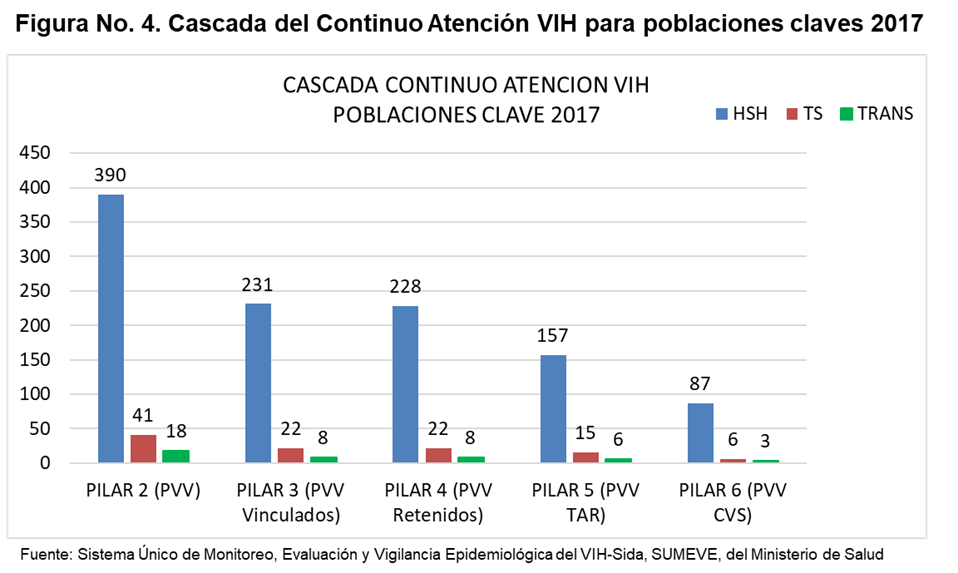 Figura No. 4. Cascada del Continuo Atención VIH para poblaciones claves 2017
CASCADA CONTINUO ATENCION VIH
POBLACIONES CLAVE 2017
HSH TS TRANS
450
400
350
300
250
200
150
100
50
0
390 41 18
231 22 8
228 22 8
157 15 6
87 6 3
PILAR 2 (PVV)
PILAR 3 (PVV
Vinculados)
PILAR 4 (PVV
Retenidos)
PILAR 5 (PVV
TAR)
PILAR 6 (PVV
CVS)
Fuente: Sistema Único de Monitoreo, Evaluación y Vigilancia Epidemiológica del VIH-Sida, SUMEVE, del Ministerio de Salud